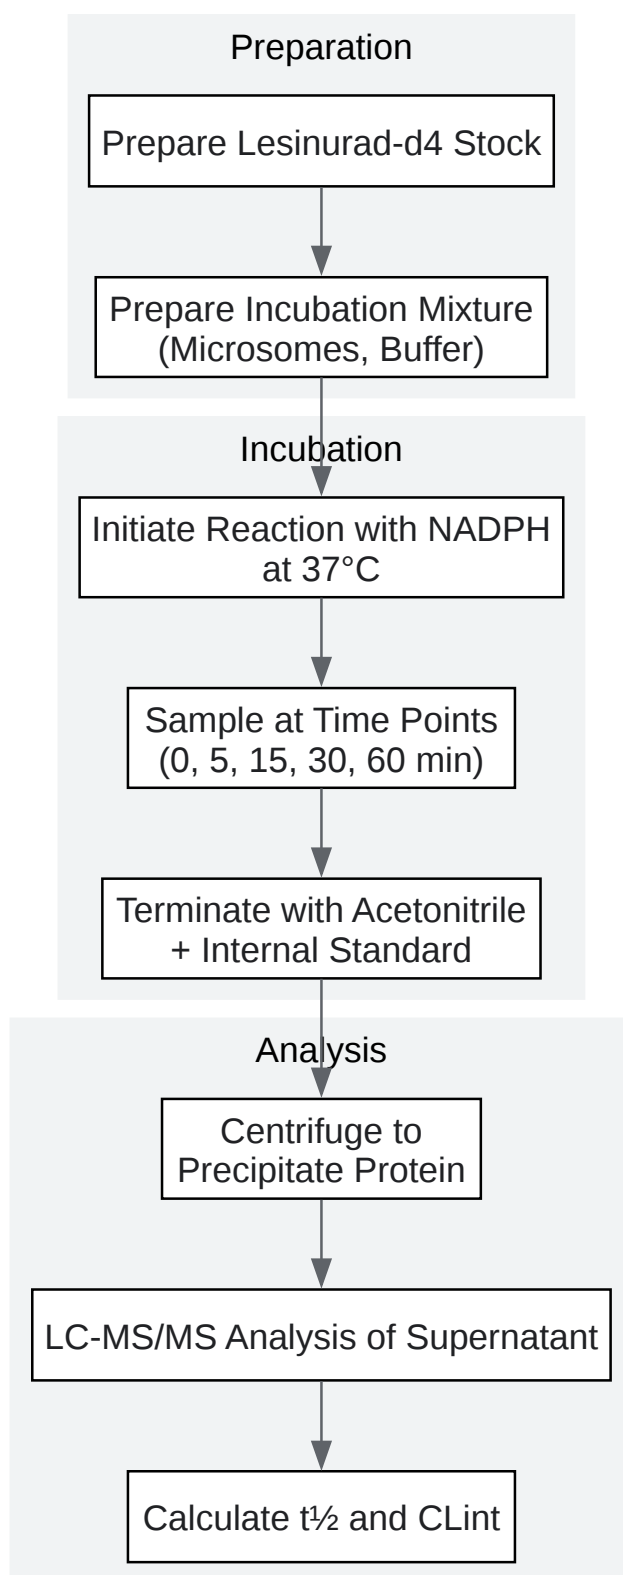 Preparation
Prepare Lesinurad-d4 Stock
Prepare Incubation Mixture
(Microsomes, Buffer)
Incubation
Initiate Reaction with NADPH
at 37°C
Sample at Time Points
(0, 5, 15, 30, 60 min)
Terminate with Acetonitrile
+ Internal Standard
Analysis
Centrifuge to
Precipitate Protein
LC-MS/MS Analysis of Supernatant
Calculate t½ and CLint